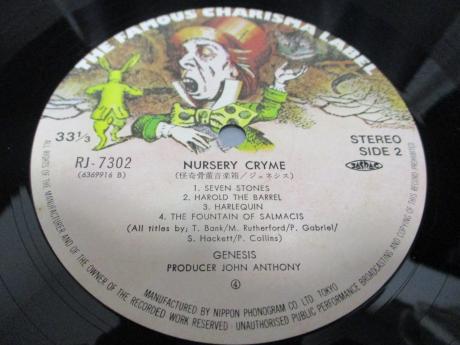 THE FAMOUS CHARISMA LABEL
33 1/3
STEREO
SIDE 2
RJ-7302
(6369916 B)
NURSERY CRYME
(怪奇骨董音楽箱/ジェネシス)
1. SEVEN STONES
2. HAROLD THE BARREL
3. HARLEQUIN
4. THE FOUNTAIN OF SALMACIS
(All titles by; T. Bank/M. Rutherford/P. Gabriel/
S. Hackett/P. Collins)
GENESIS
PRODUCER JOHN ANTHONY
④
ALL RIGHTS OF THE MANUFACTURER AND OF THE OWNER OF THE RECORDED WORK RESERVED · UNAUTHORISED PUBLIC PERFORMANCE BROADCASTING AND COPYING OF THIS RECORD PROHIBITED
MANUFACTURED BY NIPPON PHONOGRAM CO LTD. TOKYO